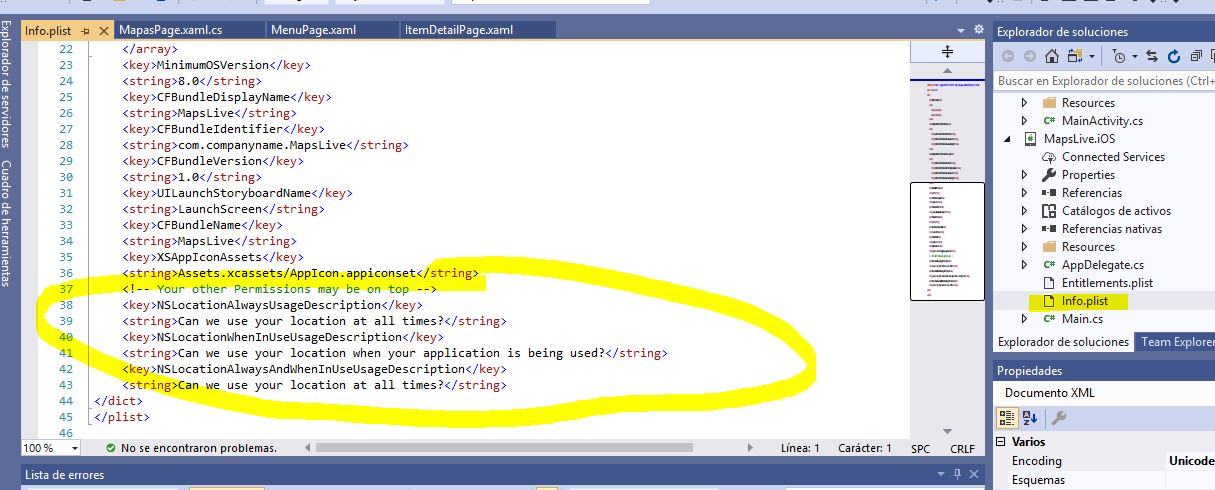 Info.plist
MapasPage.xaml.cs
MenuPage.xaml
ItemDetailPage.xaml
Explorador de servidores
Cuadro de herramientas
22 </array>
23 <key>MinimumOSVersion</key>
24 <string>8.0</string>
25 <key>CFBundleDisplayName</key>
26 <string>MapsLive</string>
27 <key>CFBundleIdentifier</key>
28 <string>com.companyname.MapsLive</string>
29 <key>CFBundleVersion</key>
30 <string>1.0</string>
31 <key>UILaunchStoryboardName</key>
32 <string>LaunchScreen</string>
33 <key>CFBundleName</key>
34 <string>MapsLive</string>
35 <key>XSAppIconAssets</key>
36 <string>Assets.xcassets/AppIcon.appiconset</string>
37 <!-- Your other Permissions may be on top -->
38 <key>NSLocationAlwaysUsageDescription</key>
39 <string>Can we use your location at all times?</string>
40 <key>NSLocationWhenInUseUsageDescription</key>
41 <string>Can we use your location when your application is being used?</string>
42 <key>NSLocationAlwaysAndWhenInUseUsageDescription</key>
43 <string>Can we use your location at all times?</string>
44 </dict>
45 </plist>
46
100 %
No se encontraron problemas.
Línea: 1
Carácter: 1
SPC
CRLF
Lista de errores
Explorador de soluciones
Buscar en Explorador de soluciones (Ctrl+
Resources
C# MainActivity.cs
MapsLive.iOS
Connected Services
Properties
Referencias
Catálogos de activos
Referencias nativas
Resources
C# AppDelegate.cs
Entitlements.plist
Info.plist
C# Main.cs
Explorador de soluciones
Team Explorer
Propiedades
Documento XML
Varios
Encoding
Unicode
Esquemas